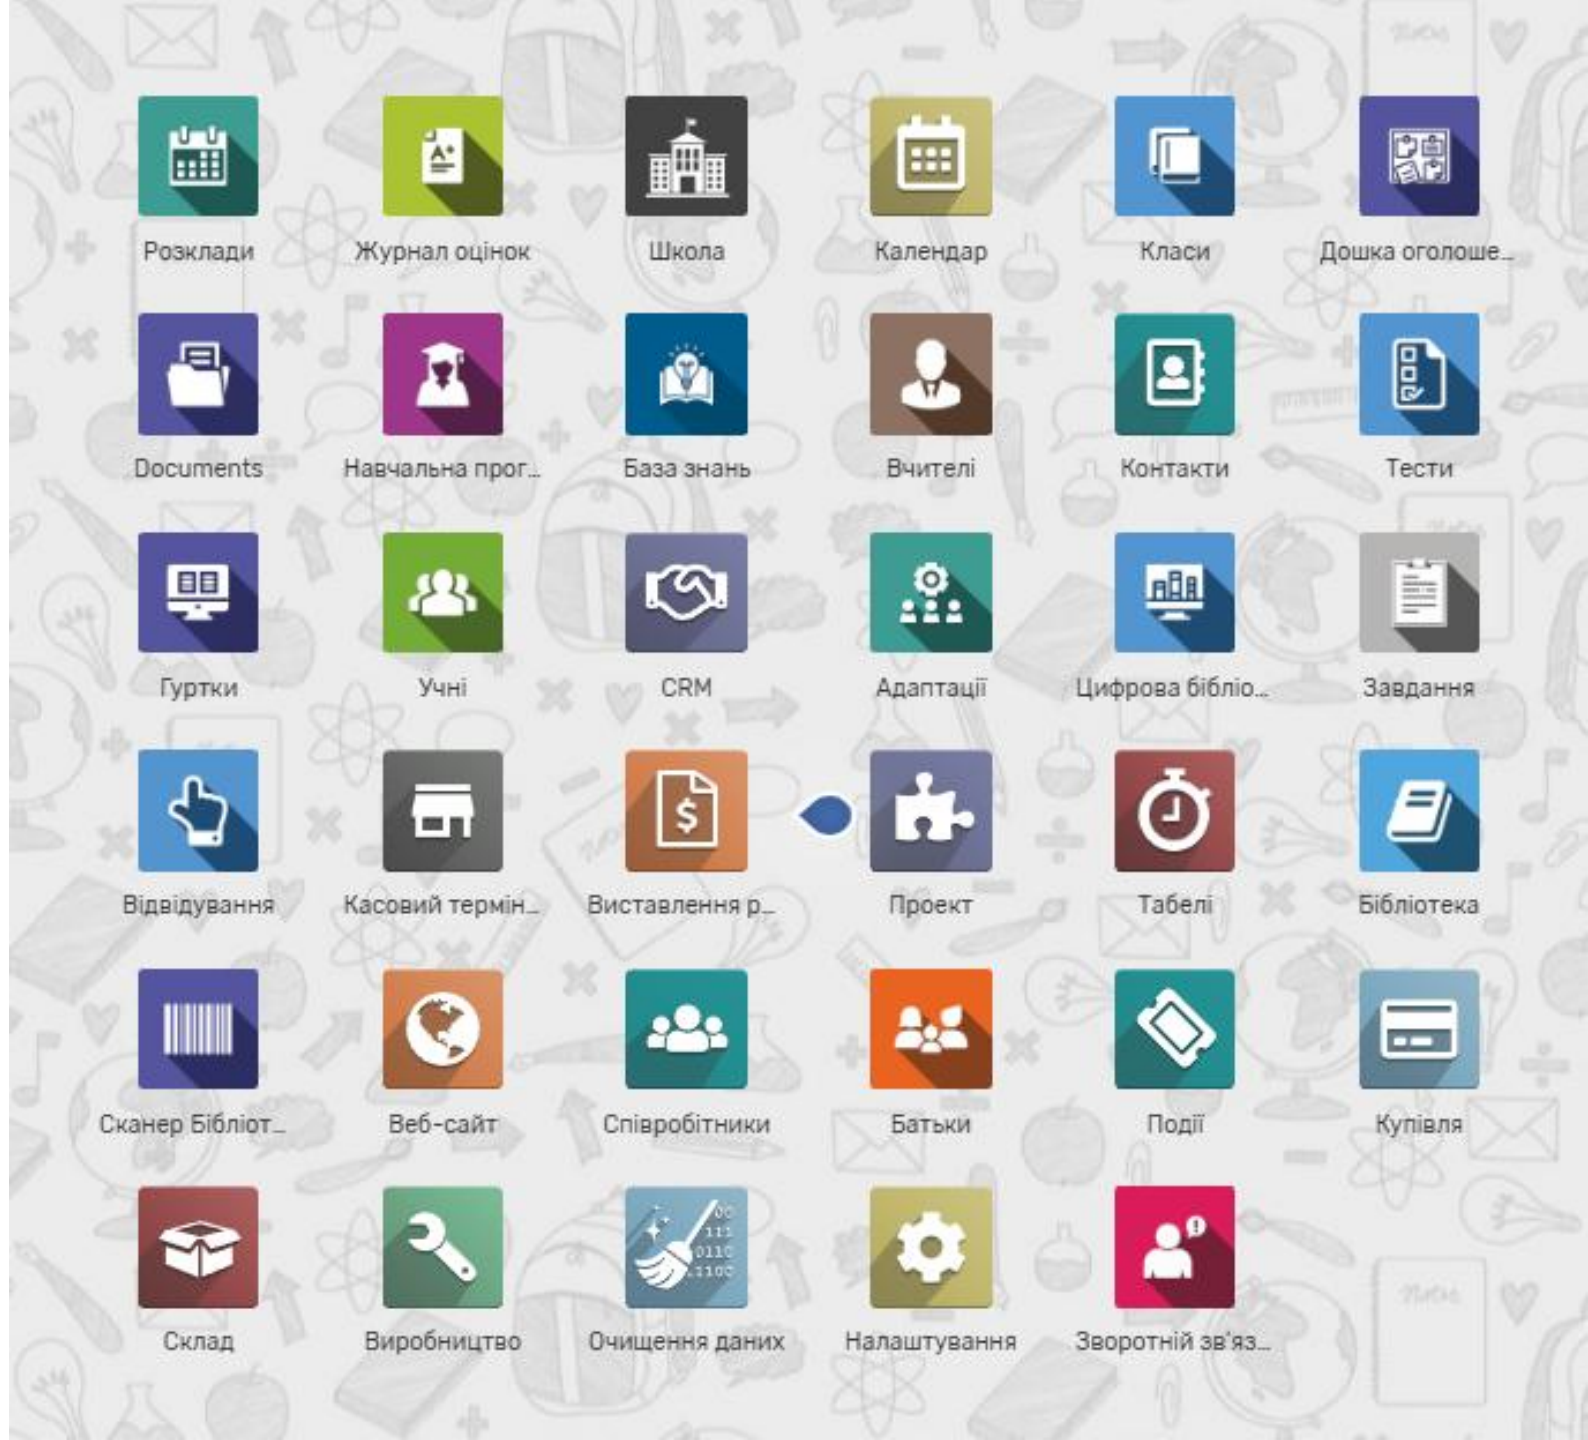 Розклади
Журнал оцінок
Школа
Календар
Класи
Дошка оголоше...
Documents
Навчальна прог...
База знань
Вчителі
Контакти
Тести
Гуртки
Учні
CRM
Адаптації
Цифрова бібліо...
Завдання
Відвідування
Касовий термін...
Виставлення р...
Проект
Табелі
Бібліотека
Сканер Бібліот...
Веб-сайт
Співробітники
Батьки
Події
Купівля
Склад
Виробництво
Очищення даних
Налаштування
Зворотній зв'яз...